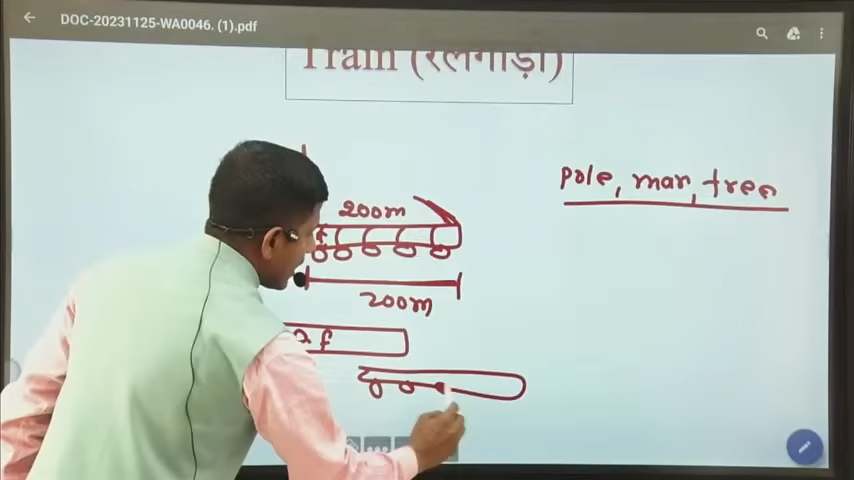 DOC-20231125-WA0046. (1).pdf
Train (रेलगाड़ी)
pole, man, tree
200m
200m